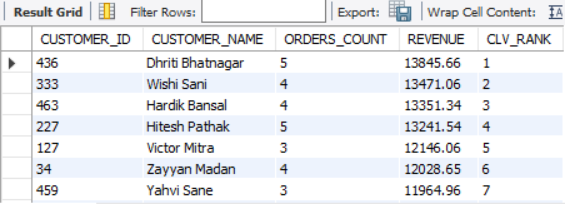 Result Grid Filter Rows: Export: Wrap Cell Content:
CUSTOMER_ID CUSTOMER_NAME ORDERS_COUNT REVENUE CLV_RANK
436 Dhriti Bhatnagar 5 13845.66 1
333 Wishi Sani 4 13471.06 2
463 Hardik Bansal 4 13351.34 3
227 Hitesh Pathak 5 13241.54 4
127 Victor Mitra 3 12146.06 5
34 Zayyan Madan 4 12028.65 6
459 Yahvi Sane 3 11964.96 7